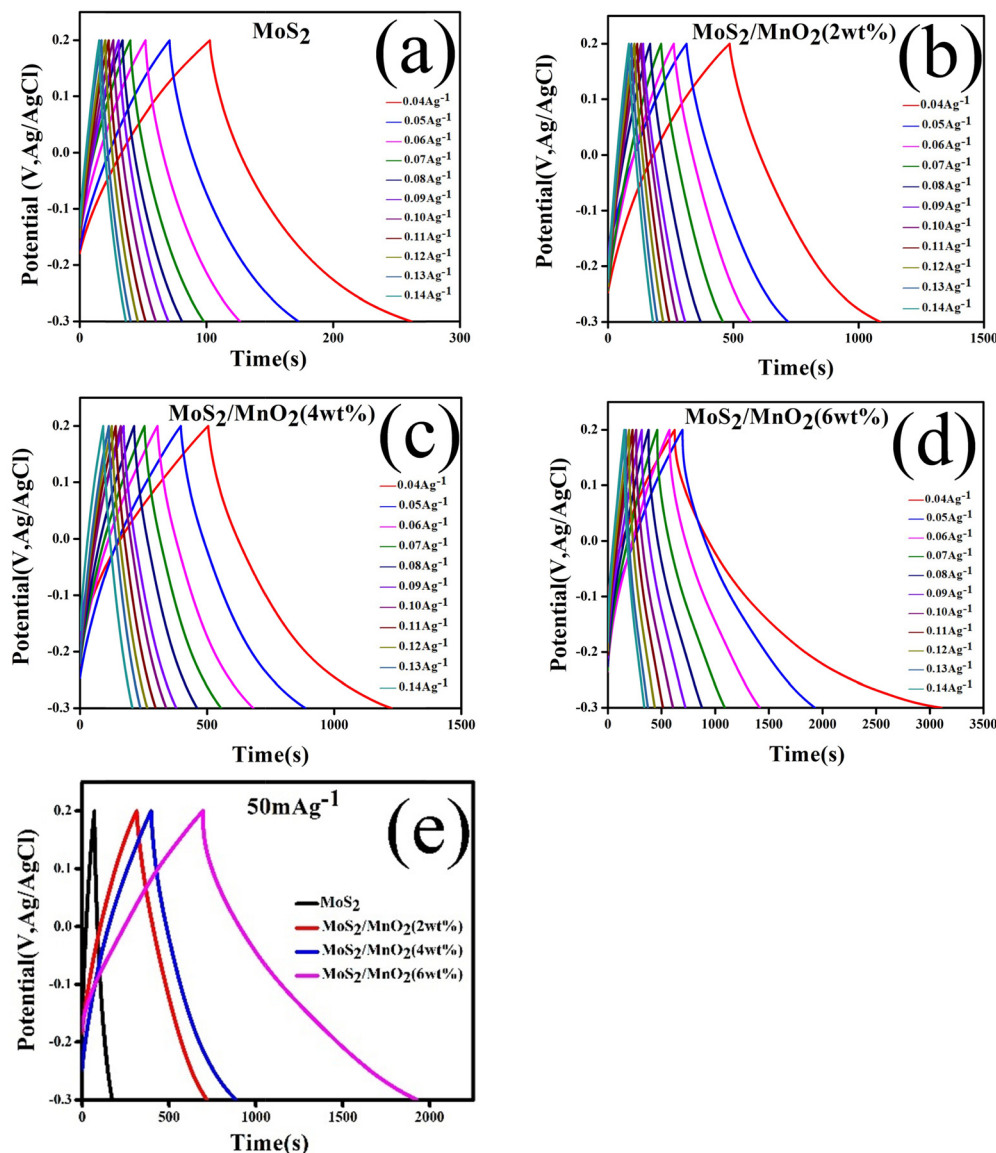 MoS₂
(a)
Potential (V,Ag/AgCl)
0.2
0.1
0.0
-0.1
-0.2
-0.3
0.04Ag⁻¹
0.05Ag⁻¹
0.06Ag⁻¹
0.07Ag⁻¹
0.08Ag⁻¹
0.09Ag⁻¹
0.10Ag⁻¹
0.11Ag⁻¹
0.12Ag⁻¹
0.13Ag⁻¹
0.14Ag⁻¹
0 100 200 300
Time(s)
MoS₂/MnO₂(2wt%)
(b)
Potential(V,Ag/AgCl)
0.2
0.1
0.0
-0.1
-0.2
-0.3
0.04Ag⁻¹
0.05Ag⁻¹
0.06Ag⁻¹
0.07Ag⁻¹
0.08Ag⁻¹
0.09Ag⁻¹
0.10Ag⁻¹
0.11Ag⁻¹
0.12Ag⁻¹
0.13Ag⁻¹
0.14Ag⁻¹
0 500 1000 1500
Time(s)
MoS₂/MnO₂(4wt%)
(c)
Potential(V,Ag/AgCl)
0.2
0.1
0.0
-0.1
-0.2
-0.3
0.04Ag⁻¹
0.05Ag⁻¹
0.06Ag⁻¹
0.07Ag⁻¹
0.08Ag⁻¹
0.09Ag⁻¹
0.10Ag⁻¹
0.11Ag⁻¹
0.12Ag⁻¹
0.13Ag⁻¹
0.14Ag⁻¹
0 500 1000 1500
Time(s)
MoS₂/MnO₂(6wt%)
(d)
Potential(V,Ag/AgCl)
0.2
0.1
0.0
-0.1
-0.2
-0.3
0.04Ag⁻¹
0.05Ag⁻¹
0.06Ag⁻¹
0.07Ag⁻¹
0.08Ag⁻¹
0.09Ag⁻¹
0.10Ag⁻¹
0.11Ag⁻¹
0.12Ag⁻¹
0.13Ag⁻¹
0.14Ag⁻¹
0 500 1000 1500 2000 2500 3000 3500
Time(s)
50mAg⁻¹
(e)
Potential(V,Ag/AgCl)
0.2
0.1
0.0
-0.1
-0.2
-0.3
MoS₂
MoS₂/MnO₂(2wt%)
MoS₂/MnO₂(4wt%)
MoS₂/MnO₂(6wt%)
0 500 1000 1500 2000
Time(s)